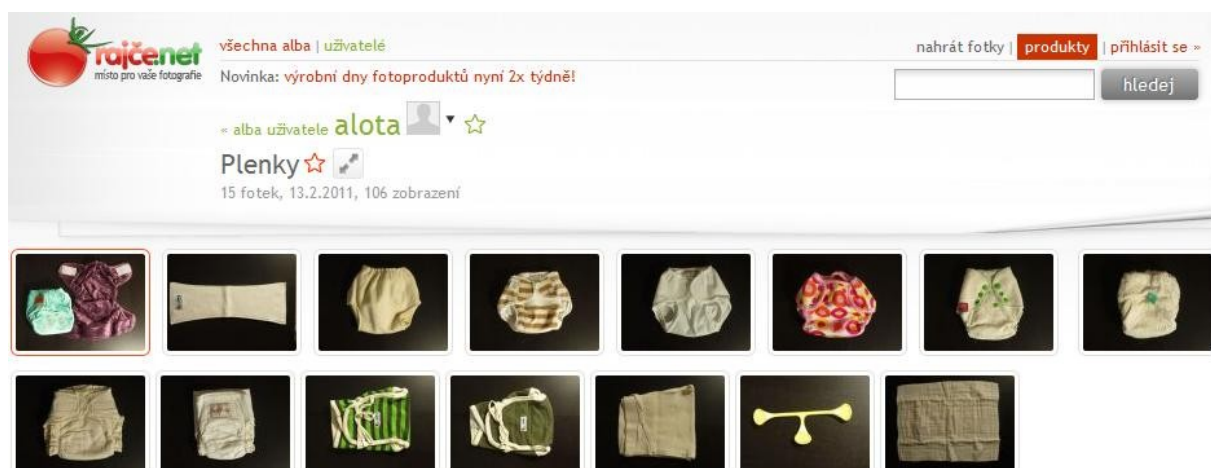 rajče.net
místo pro vaše fotografie
všechna alba | uživatelé
nahrát fotky | produkty | přihlásit se »
Novinka: výrobní dny fotoproduktů nyní 2x týdně!
hledej
« alba uživatele alota
Plenky
15 fotek, 13.2.2011, 106 zobrazení